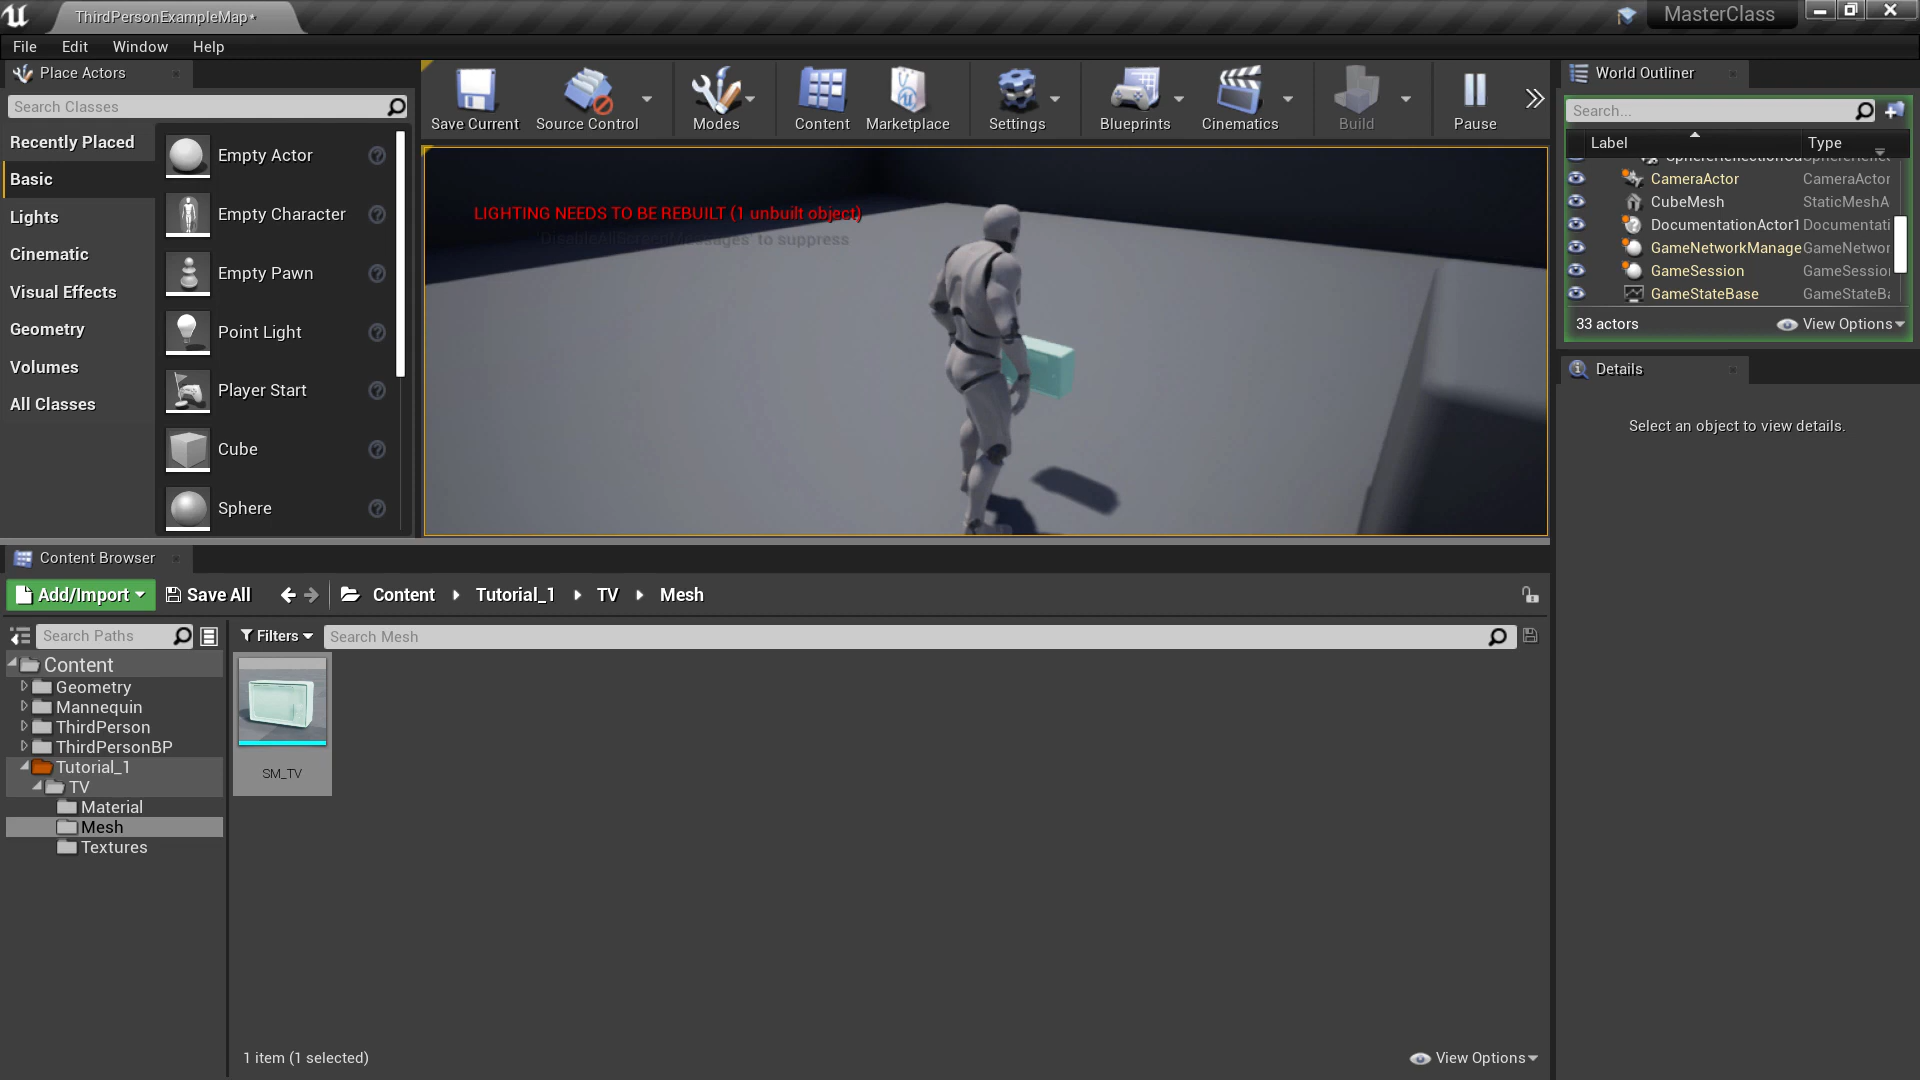 ThirdPersonExampleMap*
MasterClass
File Edit Window Help
Place Actors
Search Classes
Recently Placed
Basic
Lights
Cinematic
Visual Effects
Geometry
Volumes
All Classes
Empty Actor
Empty Character
Empty Pawn
Point Light
Player Start
Cube
Sphere
Save Current
Source Control
Modes
Content
Marketplace
Settings
Blueprints
Cinematics
Build
Pause
LIGHTING NEEDS TO BE REBUILT (1 unbuilt object)
'DisableAllScreenMessages' to suppress
World Outliner
Search...
Label Type
CameraActor CameraActor
CubeMesh StaticMeshA
DocumentationActor1 Documentati
GameNetworkManage GameNetwor
GameSession GameSession
GameStateBase GameStateBa
33 actors View Options
Details
Select an object to view details.
Content Browser
Add/Import Save All Content Tutorial_1 TV Mesh
Search Paths
Filters Search Mesh
Content
Geometry
Mannequin
ThirdPerson
ThirdPersonBP
Tutorial_1
TV
Material
Mesh
Textures
SM_TV
1 item (1 selected) View Options